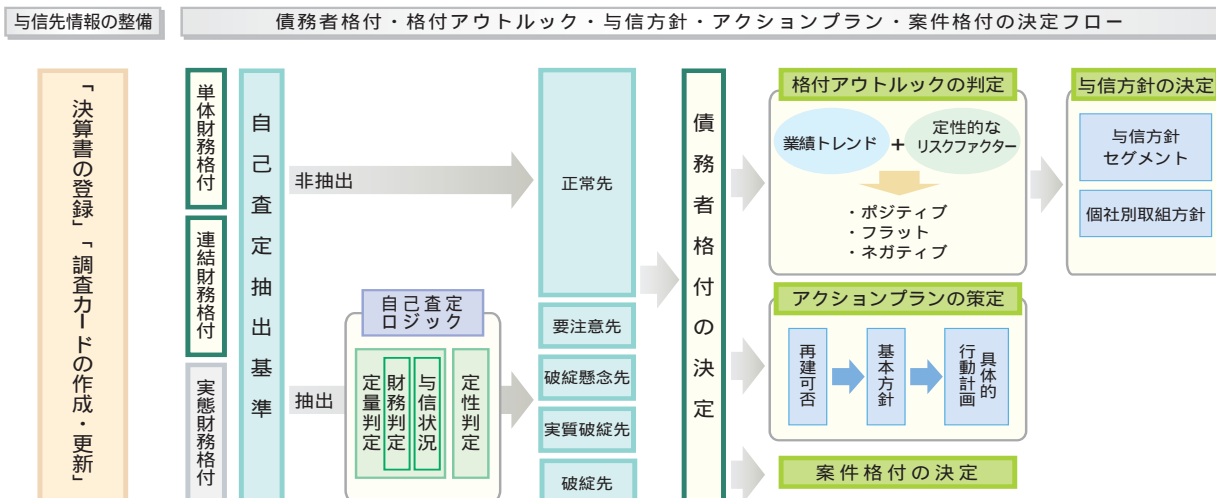 与信先情報の整備
債務者格付・格付アウトルック・与信方針・アクションプラン・案件格付の決定フロー
「決算書の登録」「調査カードの作成・更新」
単体財務格付
連結財務格付
実態財務格付
自己査定抽出基準
非抽出
抽出
自己査定
ロジック
定量判定
財務判定
与信状況
定性判定
正常先
要注意先
破綻懸念先
実質破綻先
破綻先
債務者格付の決定
格付アウトルックの判定
業績トレンド
+
定性的な
リスクファクター
・ポジティブ
・フラット
・ネガティブ
与信方針の決定
与信方針
セグメント
個社別取組方針
アクションプランの策定
再建可否
基本方針
具体的
行動計画
案件格付の決定